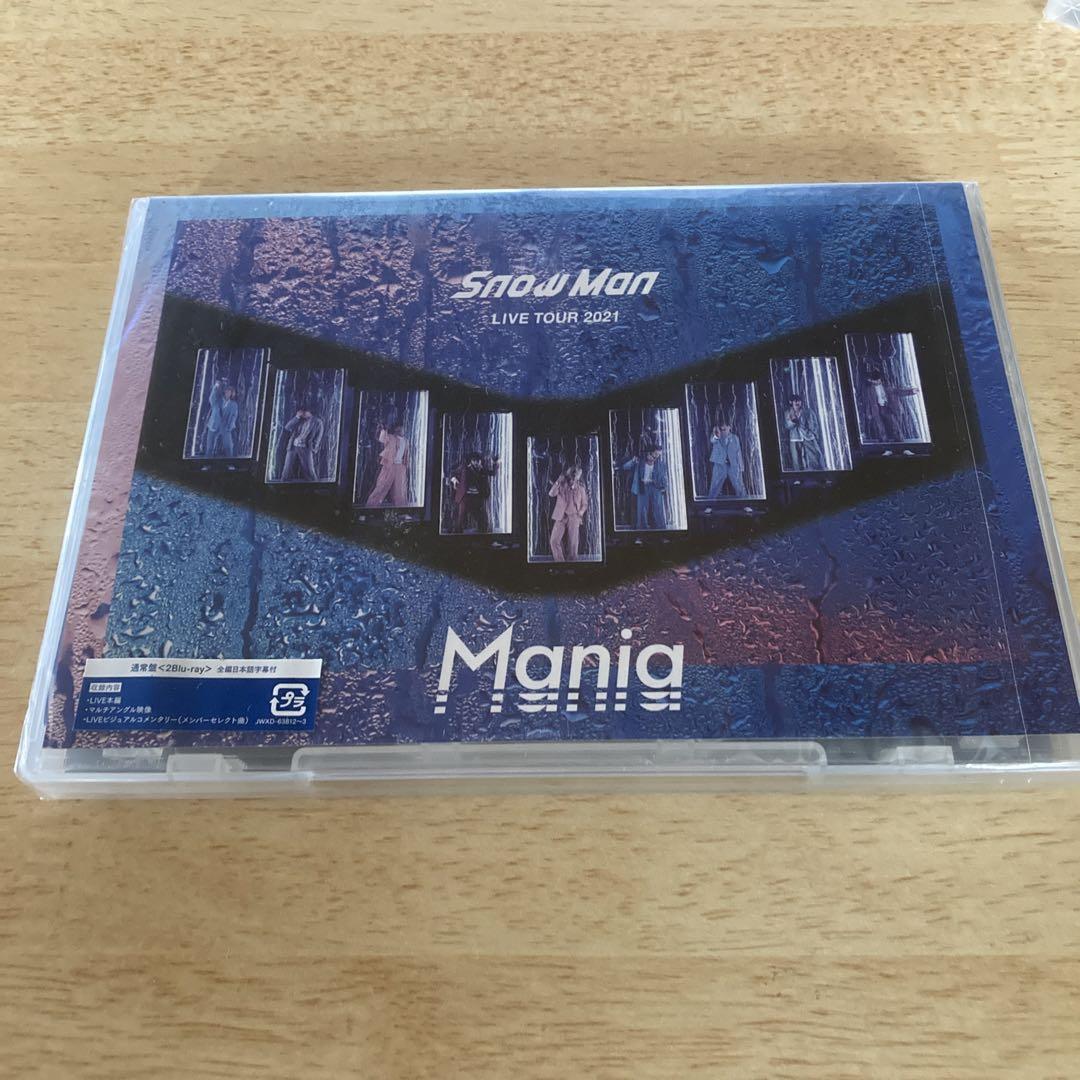 Snow Man
LIVE TOUR 2021
Mania
通常盤<2Blu-ray> 全編日本語字幕付
収録内容
・LIVE本編
・マルチアングル映像
・LIVEビジュアルコメンタリー(メンバーセレクト曲)
プラ
JWXD-63812~3